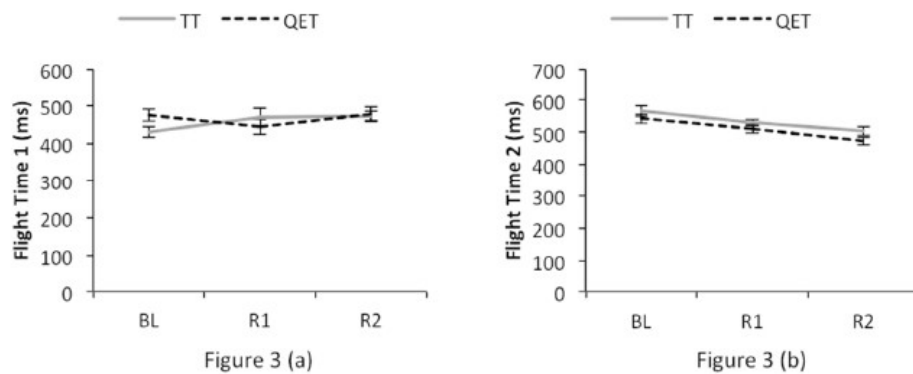 TT QET
Flight Time 1 (ms)
600
500
400
300
200
100
0
BL R1 R2
Figure 3 (a)
TT QET
Flight Time 2 (ms)
700
600
500
400
300
200
100
0
BL R1 R2
Figure 3 (b)